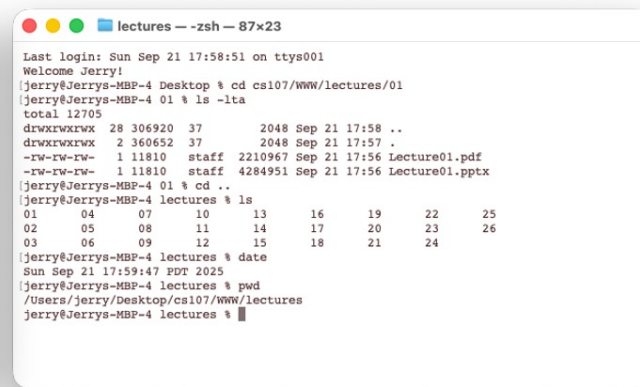 lectures — -zsh — 87×23
Last login: Sun Sep 21 17:58:51 on ttys001
Welcome Jerry!
[jerry@Jerrys-MBP-4 Desktop % cd cs107/WWW/lectures/01
[jerry@Jerrys-MBP-4 01 % ls -lta
total 12705
drwxrwxrwx  28 306920  37        2048 Sep 21 17:58 ..
drwxrwxrwx   2 360652  37        2048 Sep 21 17:57 .
-rw-rw-rw-   1 11810   staff  2210967 Sep 21 17:56 Lecture01.pdf
-rw-rw-rw-   1 11810   staff  4284951 Sep 21 17:56 Lecture01.pptx
[jerry@Jerrys-MBP-4 01 % cd ..
[jerry@Jerrys-MBP-4 lectures % ls
01      04      07      10      13      16      19      22      25
02      05      08      11      14      17      20      23      26
03      06      09      12      15      18      21      24
[jerry@Jerrys-MBP-4 lectures % date
Sun Sep 21 17:59:47 PDT 2025
[jerry@Jerrys-MBP-4 lectures % pwd
/Users/jerry/Desktop/cs107/WWW/lectures
jerry@Jerrys-MBP-4 lectures %